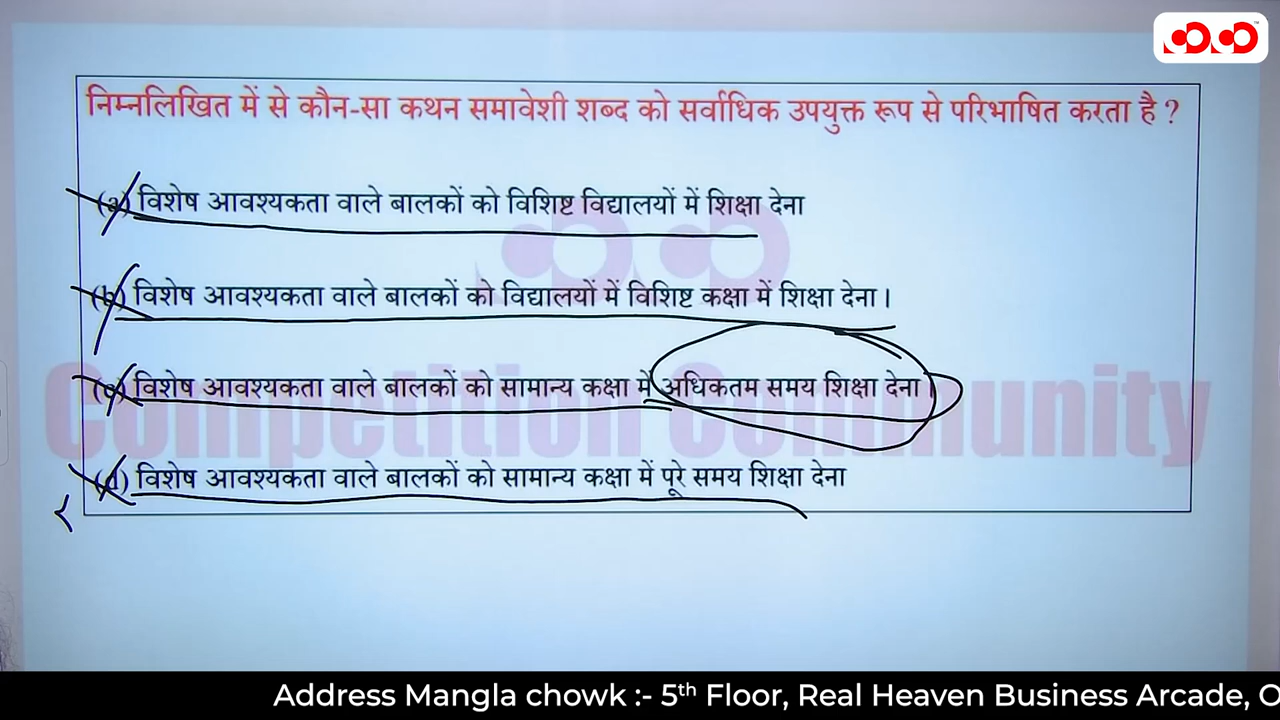 निम्नलिखित में से कौन-सा कथन समावेशी शब्द को सर्वाधिक उपयुक्त रूप से परिभाषित करता है ?
(a) विशेष आवश्यकता वाले बालकों को विशिष्ट विद्यालयों में शिक्षा देना
(b) विशेष आवश्यकता वाले बालकों को विद्यालयों में विशिष्ट कक्षा में शिक्षा देना।
(c) विशेष आवश्यकता वाले बालकों को सामान्य कक्षा में अधिकतम समय शिक्षा देना।
Competition Community
(d) विशेष आवश्यकता वाले बालकों को सामान्य कक्षा में पूरे समय शिक्षा देना
Address Mangla chowk :- 5th Floor, Real Heaven Business Arcade,